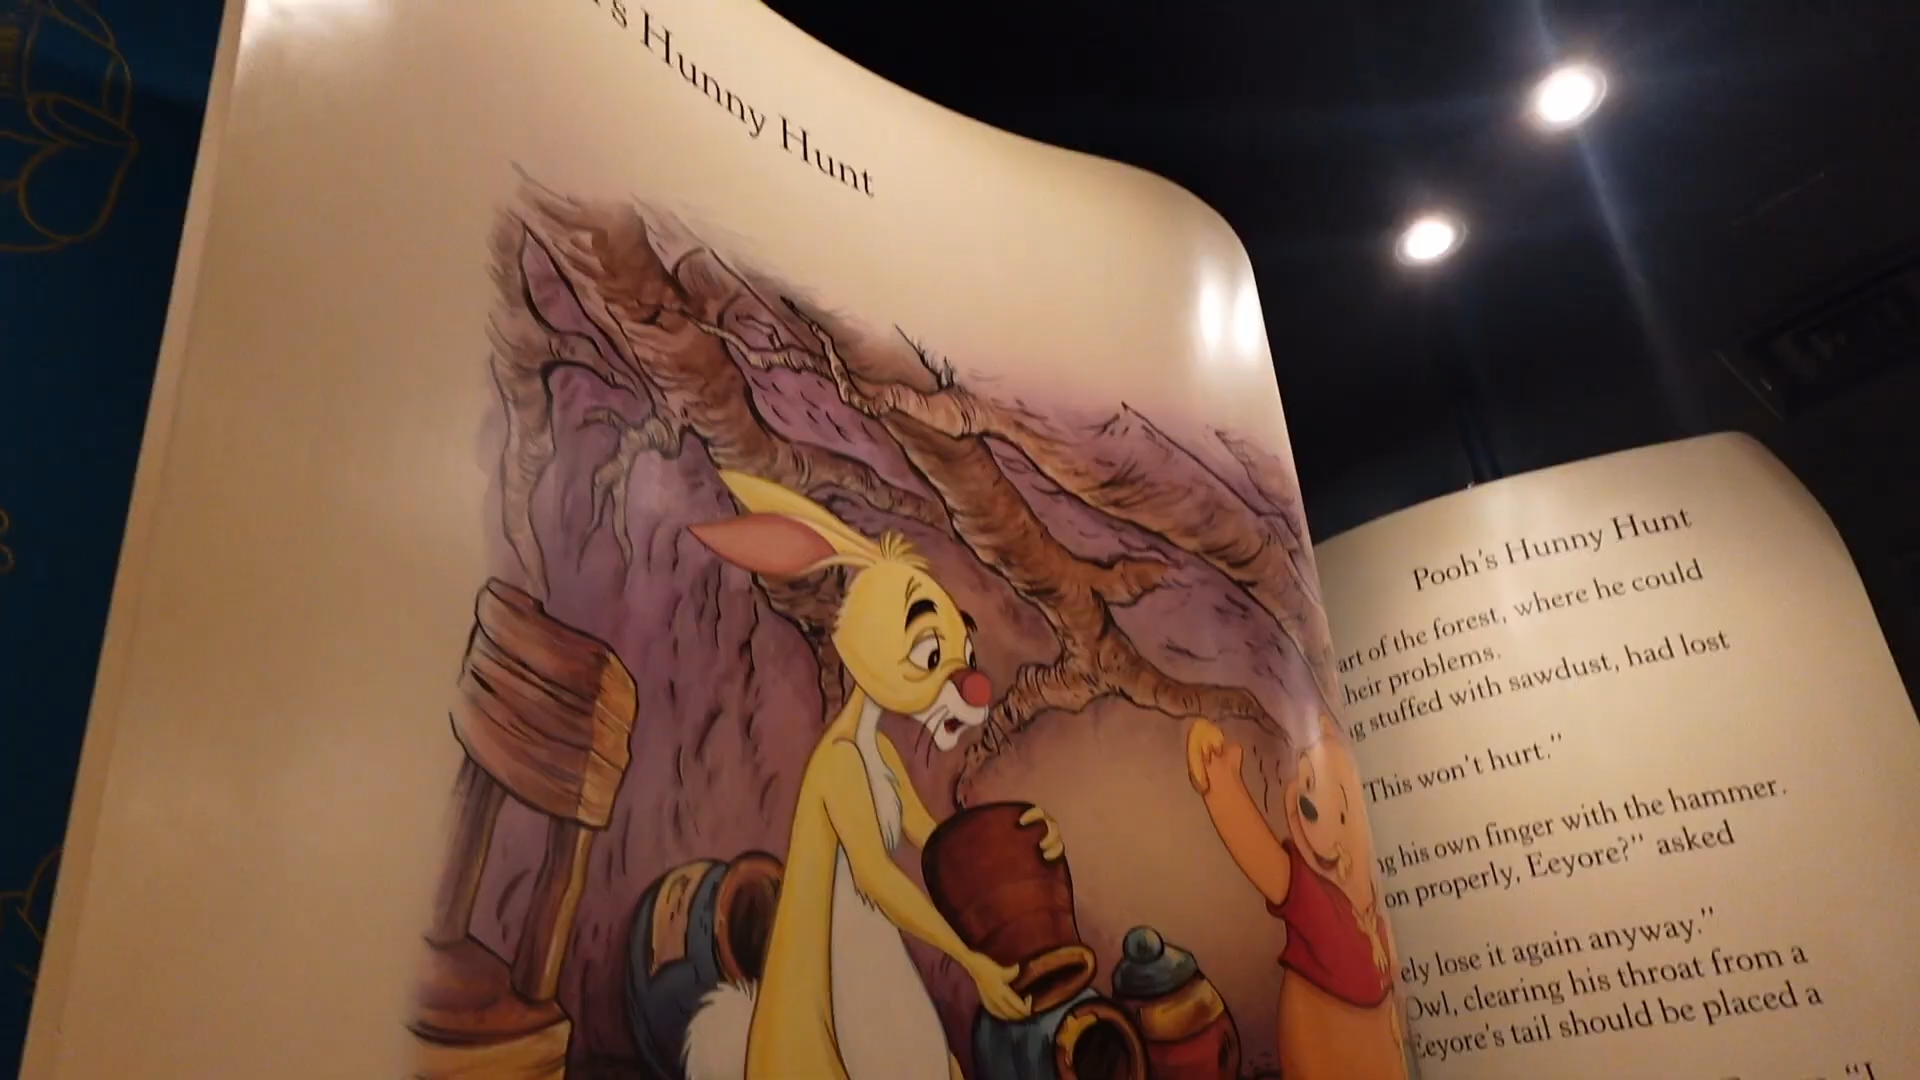 's Hunny Hunt
Pooh's Hunny Hunt
art of the forest, where he could
heir problems.
ng stuffed with sawdust, had lost
"This won't hurt."
ng his own finger with the hammer.
on properly, Eeyore?" asked
ely lose it again anyway."
Owl, clearing his throat from a
Eeyore's tail should be placed a
"I